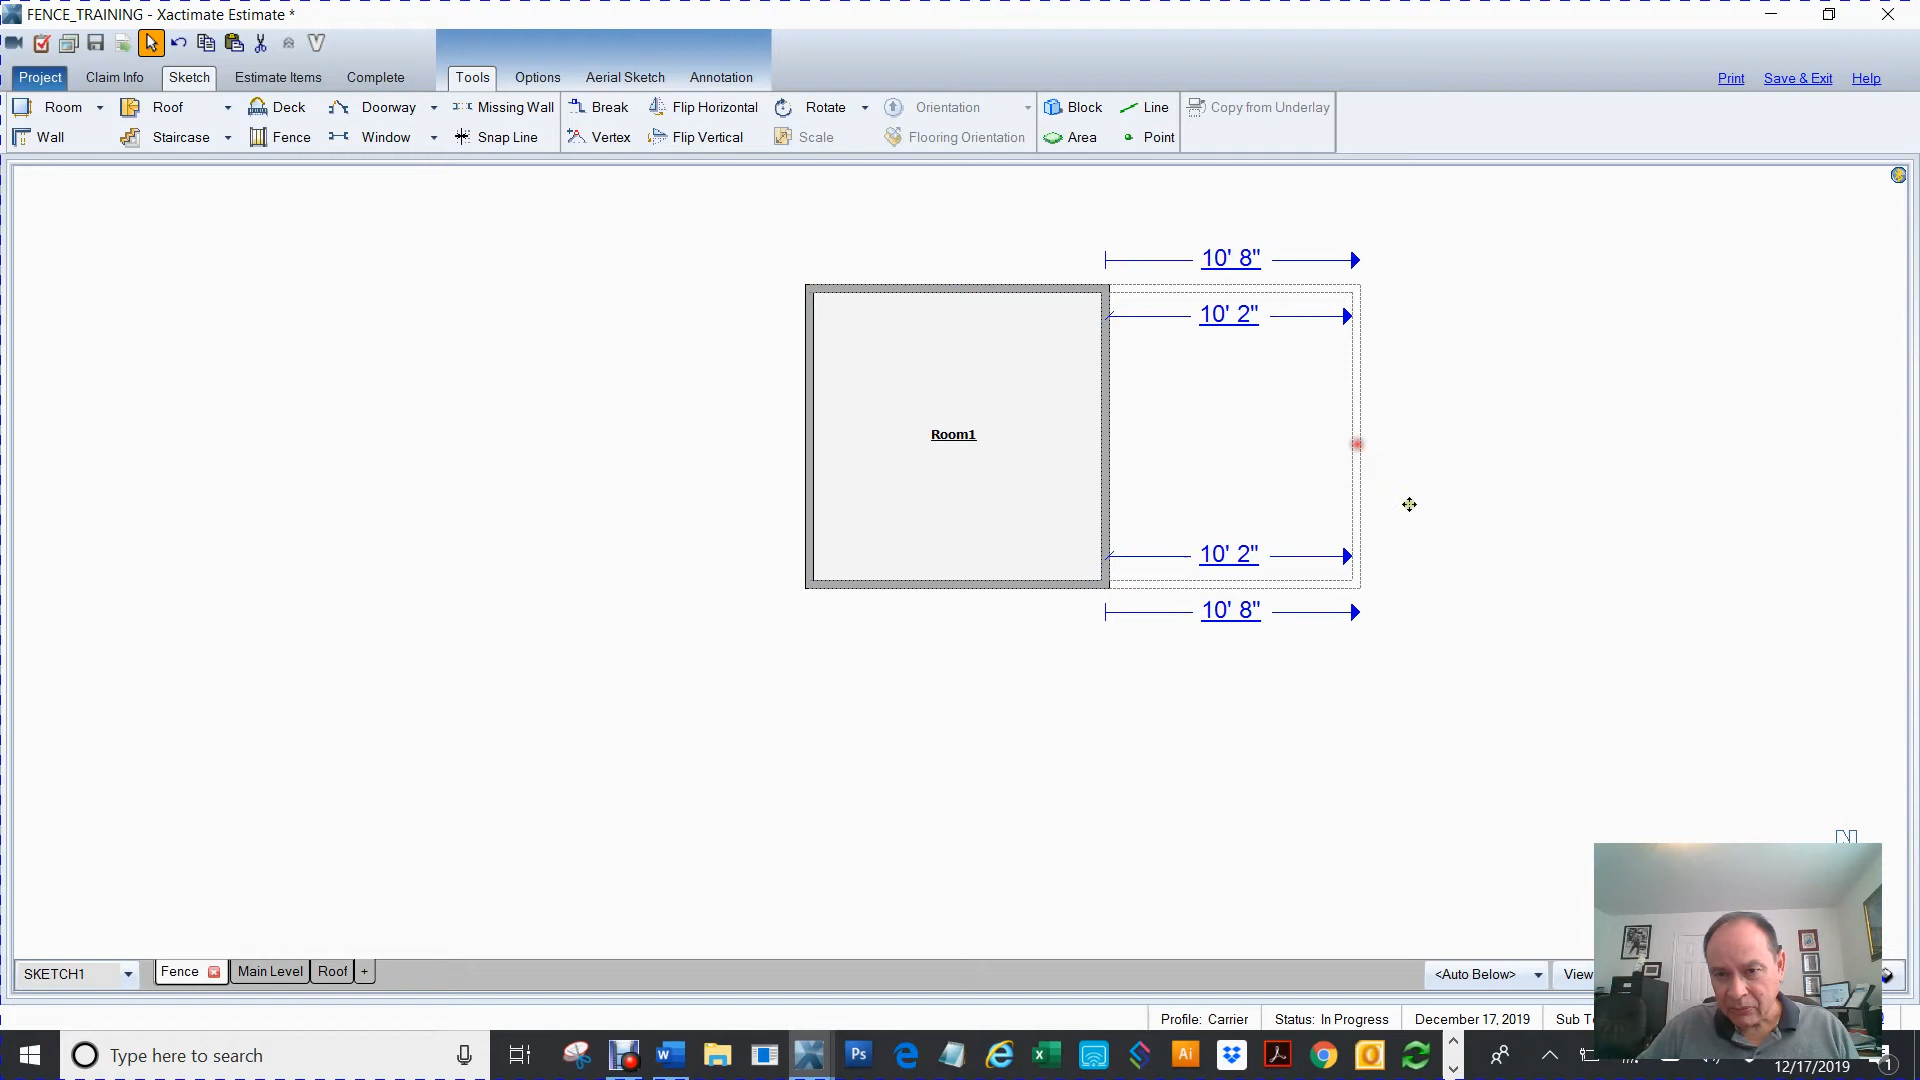 FENCE_TRAINING - Xactimate Estimate *
Project Claim Info Sketch Estimate Items Complete Tools Options Aerial Sketch Annotation Print Save & Exit Help
Room Roof Deck Doorway Missing Wall Break Flip Horizontal Rotate Orientation Block Line Copy from Underlay
Wall Staircase Fence Window Snap Line Vertex Flip Vertical Scale Flooring Orientation Area Point
10' 8"
10' 2"
Room1
10' 2"
10' 8"
N
SKETCH1 Fence Main Level Roof + <Auto Below> View
Profile: Carrier Status: In Progress December 17, 2019 Sub
Type here to search
12/17/2019 1